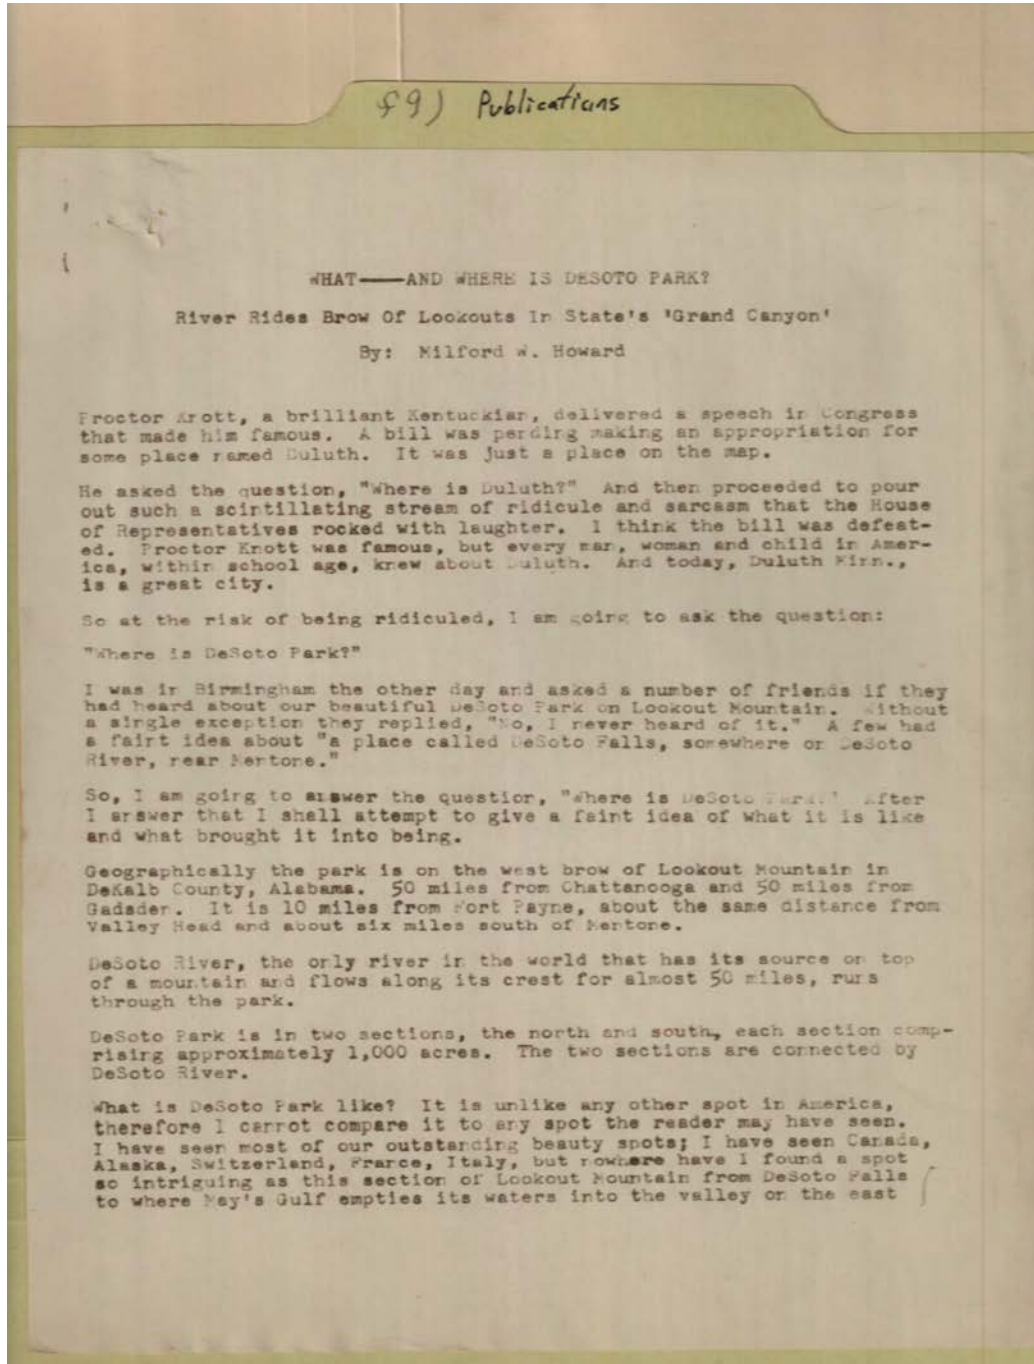 f9) Publications
WHAT——AND WHERE IS DESOTO PARK?
River Rides Brow Of Lookouts In State's 'Grand Canyon'
By: Milford W. Howard
Proctor Knott, a brilliant Kentuckian, delivered a speech in Congress
that made him famous. A bill was pending making an appropriation for
some place named Duluth. It was just a place on the map.
He asked the question, "Where is Duluth?" And then proceeded to pour
out such a scintillating stream of ridicule and sarcasm that the House
of Representatives rocked with laughter. I think the bill was defeat-
ed. Proctor Knott was famous, but every man, woman and child in Amer-
ica, within school age, knew about Duluth. And today, Duluth Minn.,
is a great city.
So at the risk of being ridiculed, I am going to ask the question:
"Where is DeSoto Park?"
I was in Birmingham the other day and asked a number of friends if they
had heard about our beautiful DeSoto Park on Lookout Mountain. Without
a single exception they replied, "No, I never heard of it." A few had
a faint idea about "a place called DeSoto Falls, somewhere on DeSoto
River, near Mentone."
So, I am going to answer the question, "Where is DeSoto Park?" After
I answer that I shall attempt to give a faint idea of what it is like
and what brought it into being.
Geographically the park is on the west brow of Lookout Mountain in
DeKalb County, Alabama. 50 miles from Chattanooga and 50 miles from
Gadsden. It is 10 miles from Fort Payne, about the same distance from
Valley Head and about six miles south of Mentone.
DeSoto River, the only river in the world that has its source on top
of a mountain and flows along its crest for almost 50 miles, runs
through the park.
DeSoto Park is in two sections, the north and south, each section comp-
rising approximately 1,000 acres. The two sections are connected by
DeSoto River.
What is DeSoto Park like? It is unlike any other spot in America,
therefore I cannot compare it to any spot the reader may have seen.
I have seen most of our outstanding beauty spots; I have seen Canada,
Alaska, Switzerland, France, Italy, but nowhere have I found a spot
so intriguing as this section of Lookout Mountain from DeSoto Falls
to where May's Gulf empties its waters into the valley on the east